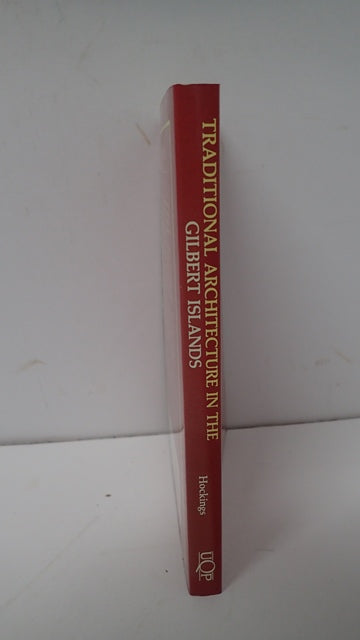 TRADITIONAL ARCHITECTURE IN THE
GILBERT ISLANDS
Hockings
UQP